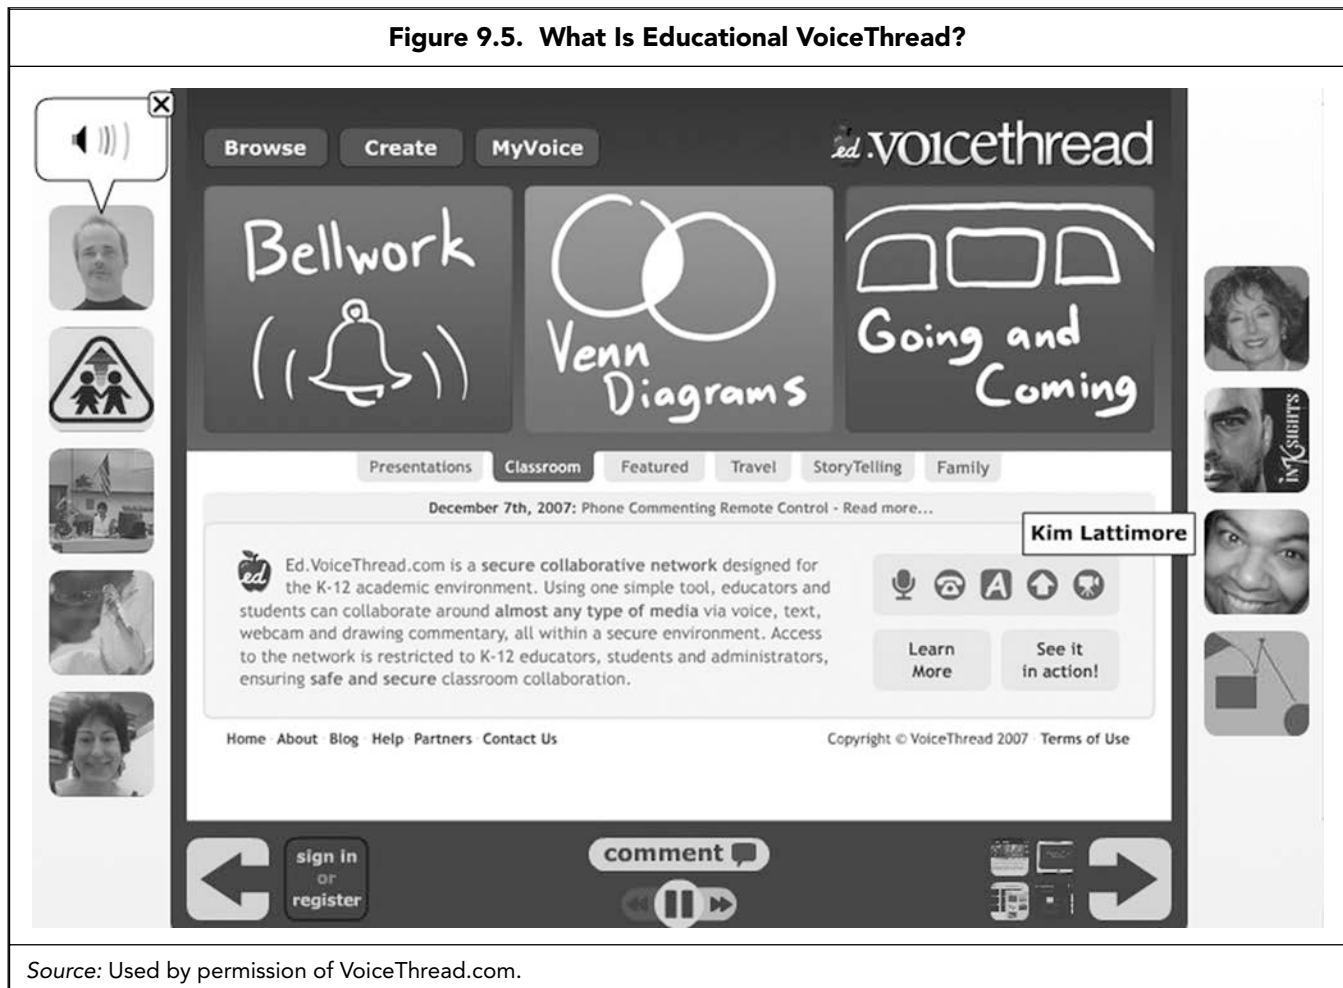 Figure 9.5. What Is Educational VoiceThread?
Browse Create MyVoice
ed.voicethread
Bellwork
Venn
Diagrams
Going and
Coming
Presentations Classroom Featured Travel StoryTelling Family
December 7th, 2007: Phone Commenting Remote Control - Read more...
Kim Lattimore
INKSIGHTS
ed
Ed.VoiceThread.com is a secure collaborative network designed for
the K-12 academic environment. Using one simple tool, educators and
students can collaborate around almost any type of media via voice, text,
webcam and drawing commentary, all within a secure environment. Access
to the network is restricted to K-12 educators, students and administrators,
ensuring safe and secure classroom collaboration.
A
Learn
More
See it
in action!
Home · About · Blog · Help · Partners · Contact Us
Copyright © VoiceThread 2007 · Terms of Use
sign in
or
register
comment
Source: Used by permission of VoiceThread.com.